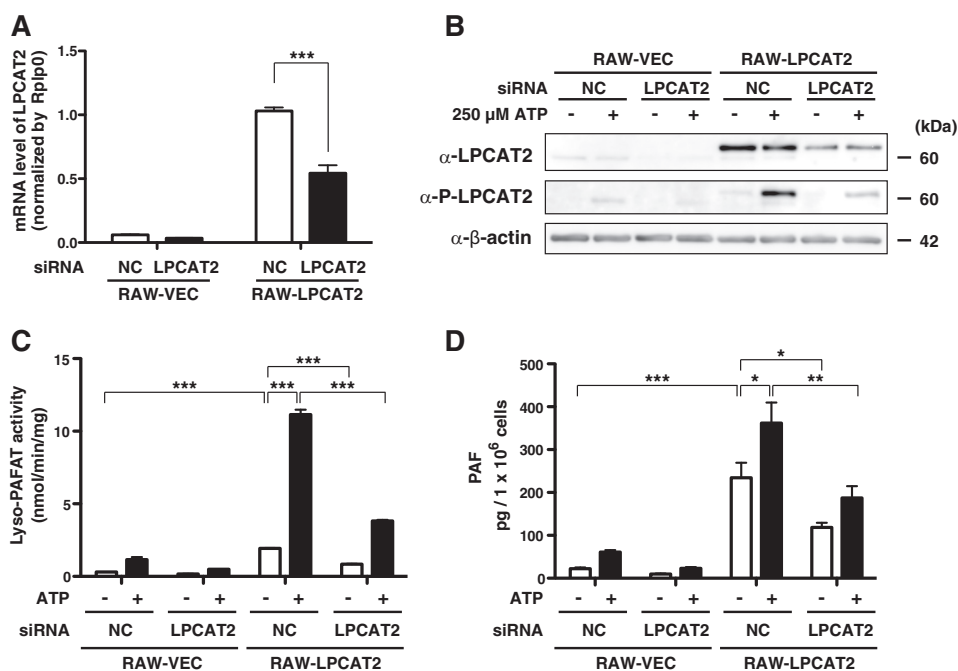 A
mRNA level of LPCAT2
(normalized by Rplp0)
1.5
1.0
0.5
0.0
***
siRNA NC LPCAT2 NC LPCAT2
RAW-VEC RAW-LPCAT2
B
RAW-VEC RAW-LPCAT2
siRNA NC LPCAT2 NC LPCAT2
250 µM ATP - + - + - + - + (kDa)
α-LPCAT2 60
α-P-LPCAT2 60
α-β-actin 42
C
Lyso-PAFAT activity
(nmol/min/mg)
15
10
5
0
***
*** *** ***
ATP - + - + - + - +
siRNA NC LPCAT2 NC LPCAT2
RAW-VEC RAW-LPCAT2
D
PAF
pg / 1 x 10⁶ cells
500
400
300
200
100
0
*
*** * **
ATP - + - + - + - +
siRNA NC LPCAT2 NC LPCAT2
RAW-VEC RAW-LPCAT2